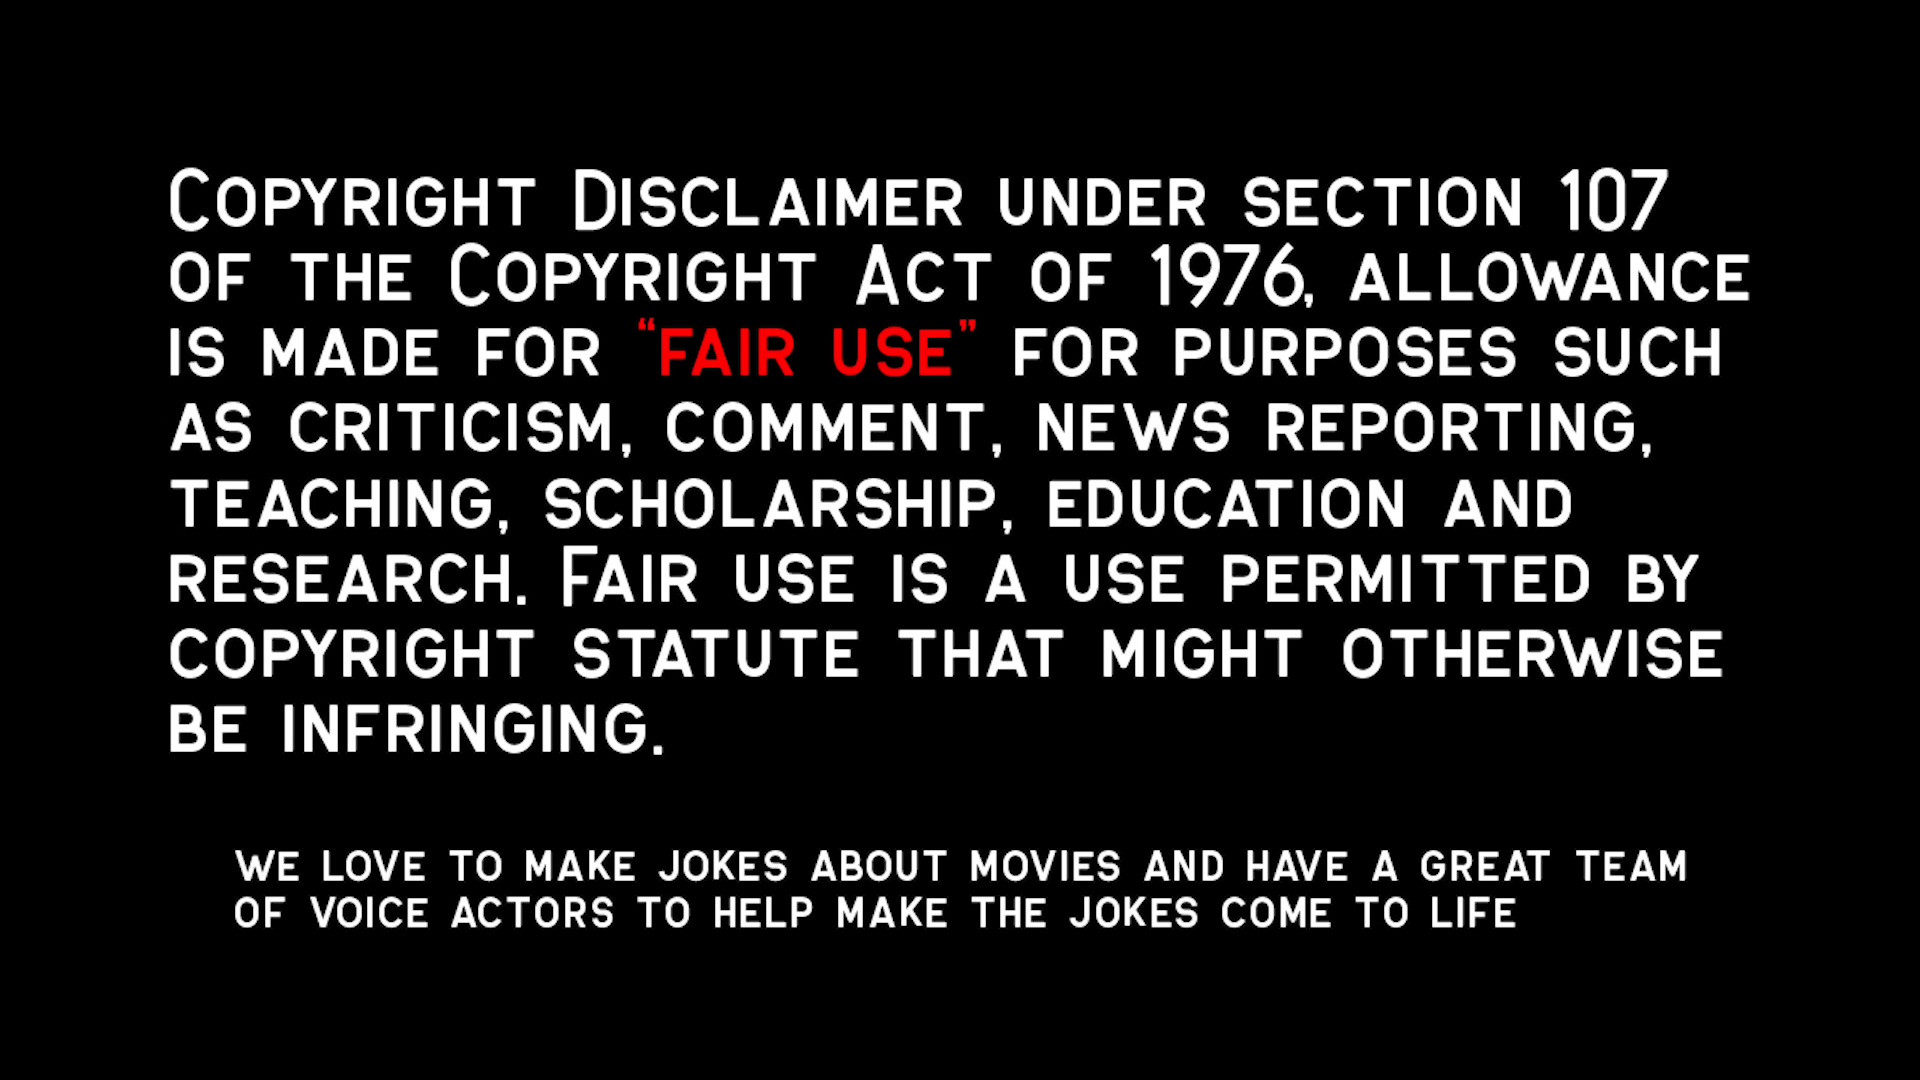 Copyright Disclaimer under section 107
of the Copyright Act of 1976, allowance
is made for “fair use” for purposes such
as criticism, comment, news reporting,
teaching, scholarship, education and
research. Fair use is a use permitted by
copyright statute that might otherwise
be infringing.
we love to make jokes about movies and have a great team
of voice actors to help make the jokes come to life